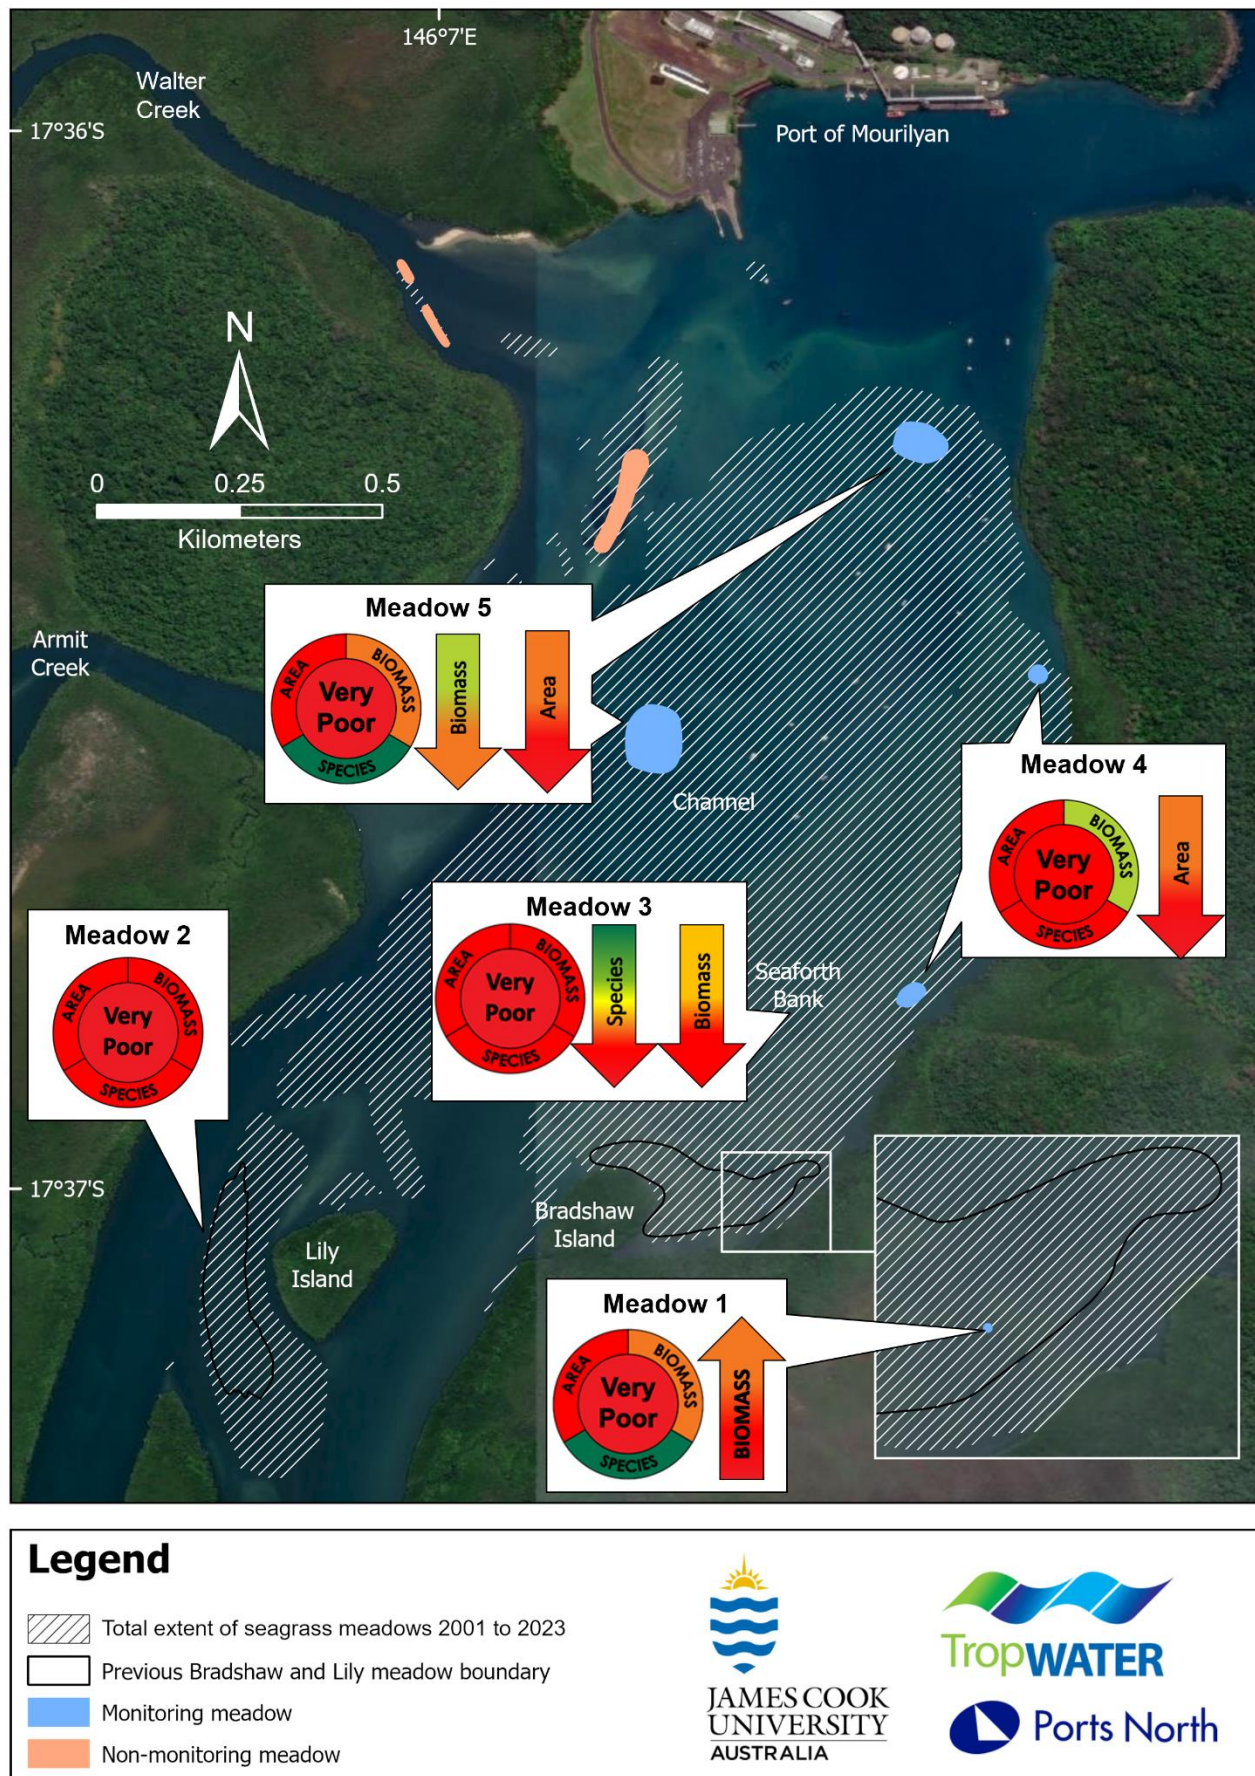 146°7'E
Walter
Creek
17°36'S
Port of Mourilyan
N
0 0.25 0.5
Kilometers
Meadow 5
AREA
BIOMASS
SPECIES
Very
Poor
Biomass
Area
Armit
Creek
Channel
Meadow 4
AREA
BIOMASS
SPECIES
Very
Poor
Area
Meadow 3
AREA
BIOMASS
SPECIES
Very
Poor
Species
Biomass
Seaforth
Bank
Meadow 2
AREA
BIOMASS
SPECIES
Very
Poor
17°37'S
Bradshaw
Island
Lily
Island
Meadow 1
AREA
BIOMASS
SPECIES
Very
Poor
BIOMASS
Legend
Total extent of seagrass meadows 2001 to 2023
Previous Bradshaw and Lily meadow boundary
Monitoring meadow
Non-monitoring meadow
JAMES COOK
UNIVERSITY
AUSTRALIA
TropWATER
Ports North